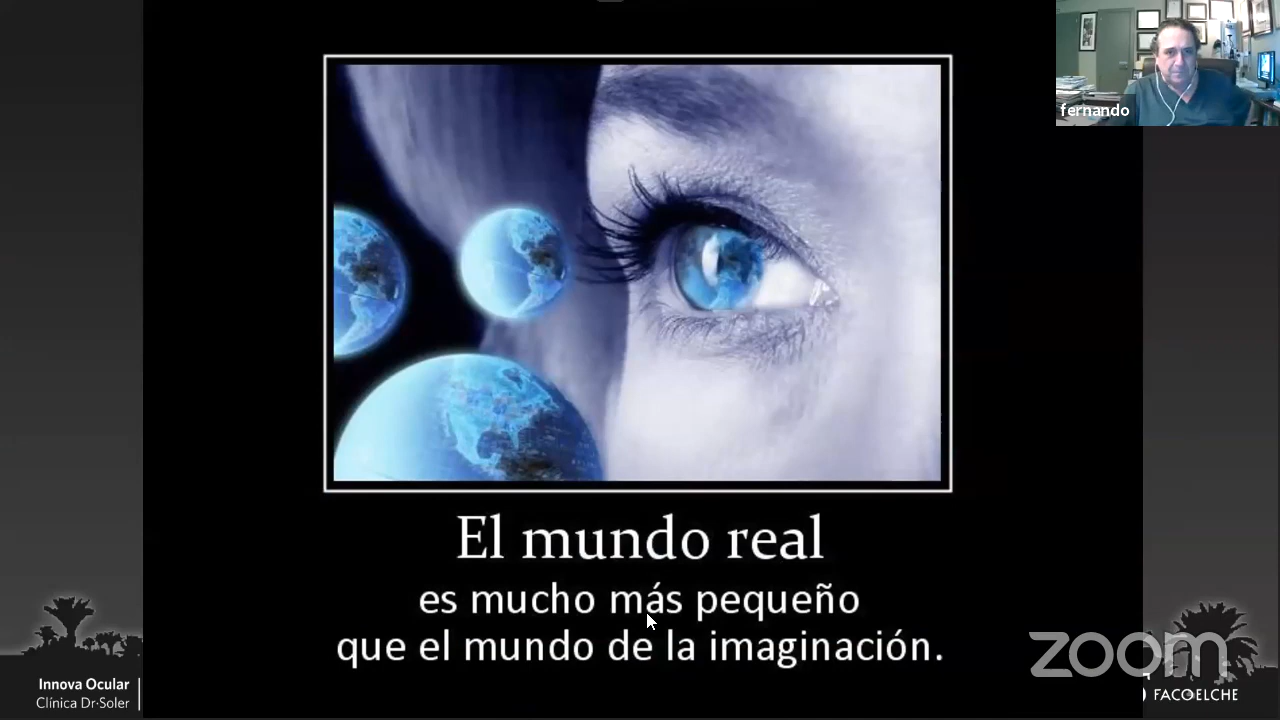 fernando
El mundo real
es mucho más pequeño
que el mundo de la imaginación.
zoom
Innova Ocular
Clínica Dr·Soler
FACOELCHE